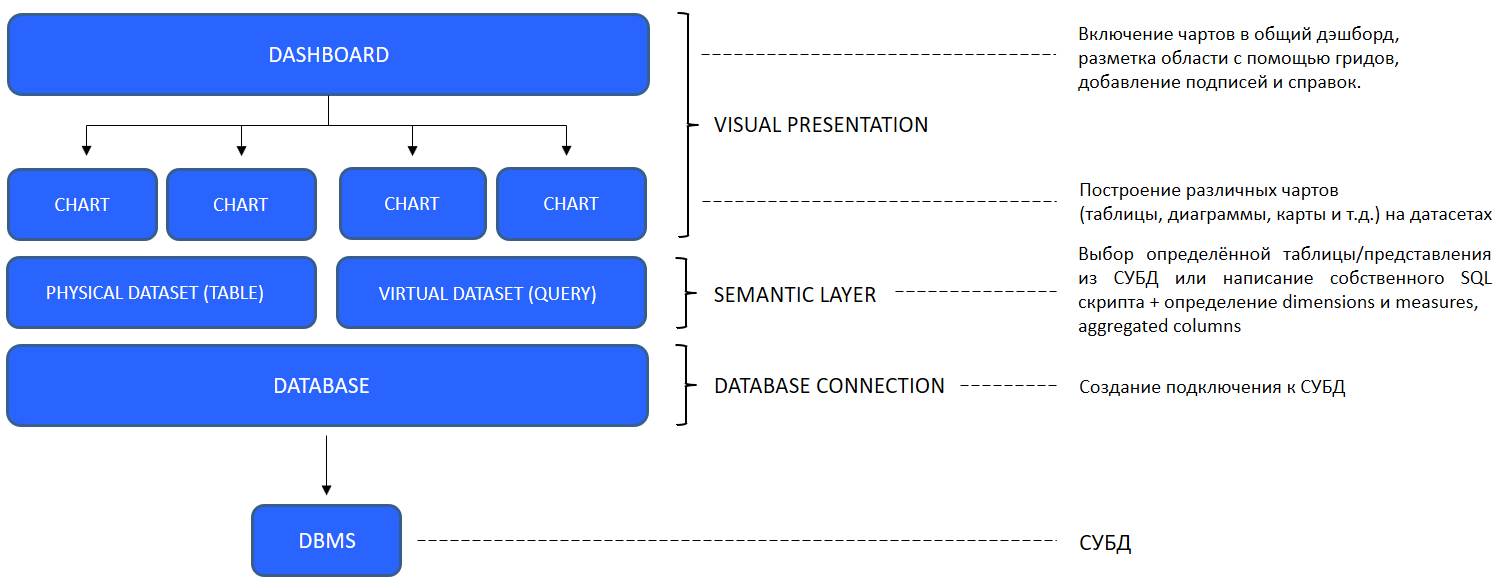 DASHBOARD
Включение чартов в общий дэшборд,
разметка области с помощью гридов,
добавление подписей и справок.
VISUAL PRESENTATION
CHART
CHART
CHART
CHART
Построение различных чартов
(таблицы, диаграммы, карты и т.д.) на датасетах
PHYSICAL DATASET (TABLE)
VIRTUAL DATASET (QUERY)
SEMANTIC LAYER
Выбор определённой таблицы/представления
из СУБД или написание собственного SQL
скрипта + определение dimensions и measures,
aggregated columns
DATABASE
DATABASE CONNECTION
Создание подключения к СУБД
DBMS
СУБД